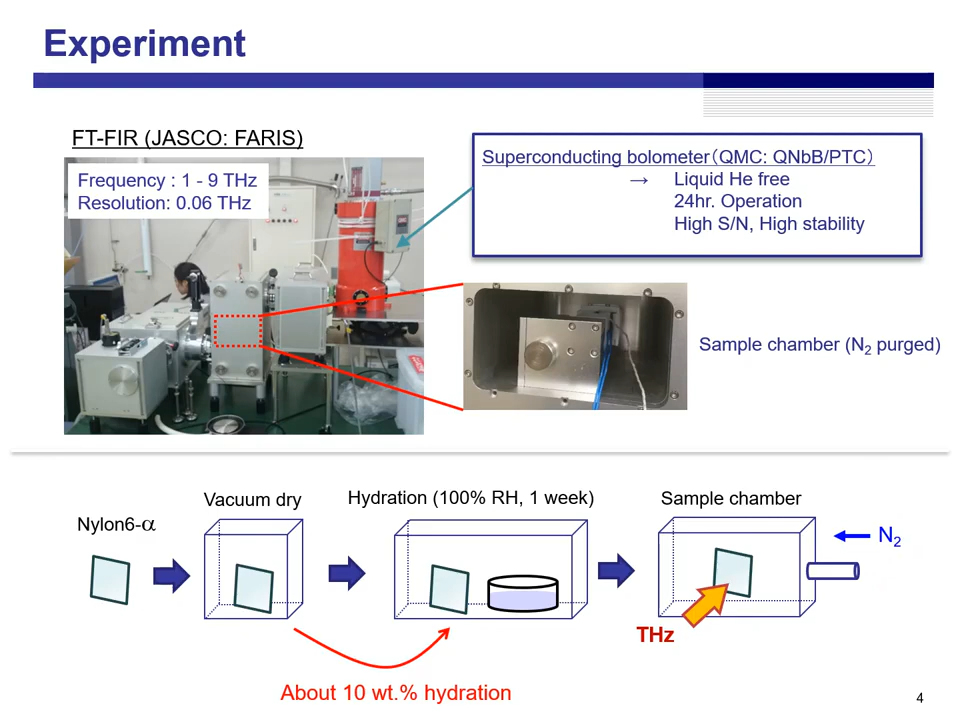 Experiment
FT-FIR (JASCO: FARIS)
Frequency : 1 - 9 THz
Resolution: 0.06 THz
Superconducting bolometer(QMC: QNbB/PTC)
→ Liquid He free
24hr. Operation
High S/N, High stability
Sample chamber (N₂ purged)
Nylon6-α
Vacuum dry
Hydration (100% RH, 1 week)
Sample chamber
N₂
THz
About 10 wt.% hydration
4